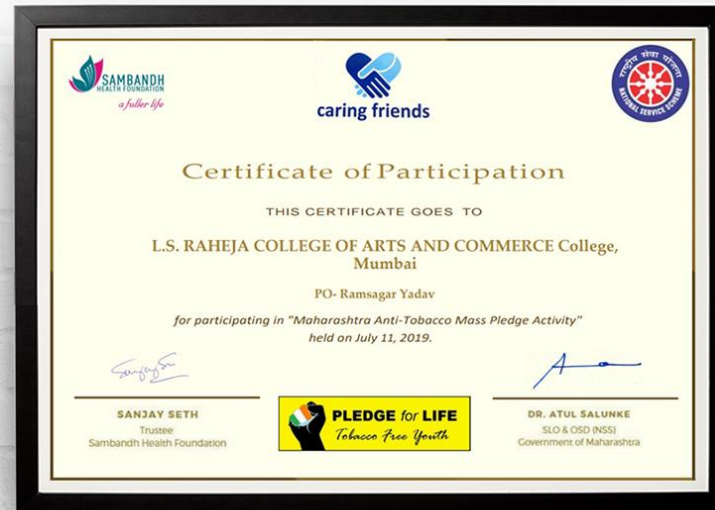 SAMBANDH
HEALTH FOUNDATION
a fuller life
caring friends
राष्ट्रीय सेवा योजना
NATIONAL SERVICE SCHEME
Certificate of Participation
THIS CERTIFICATE GOES TO
L.S. RAHEJA COLLEGE OF ARTS AND COMMERCE College,
Mumbai
PO- Ramsagar Yadav
for participating in "Maharashtra Anti-Tobacco Mass Pledge Activity"
held on July 11, 2019.
SANJAY SETH
Trustee
Sambandh Health Foundation
PLEDGE for LIFE
Tobacco Free Youth
DR. ATUL SALUNKE
SLO & OSD (NSS)
Government of Maharashtra